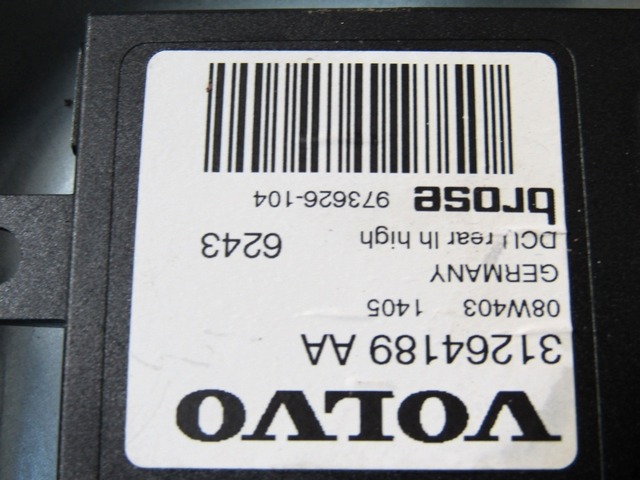 VOLVO
31264189 AA
08W403 1405
GERMANY
DCU rear lh high 6243
brose 973626-104